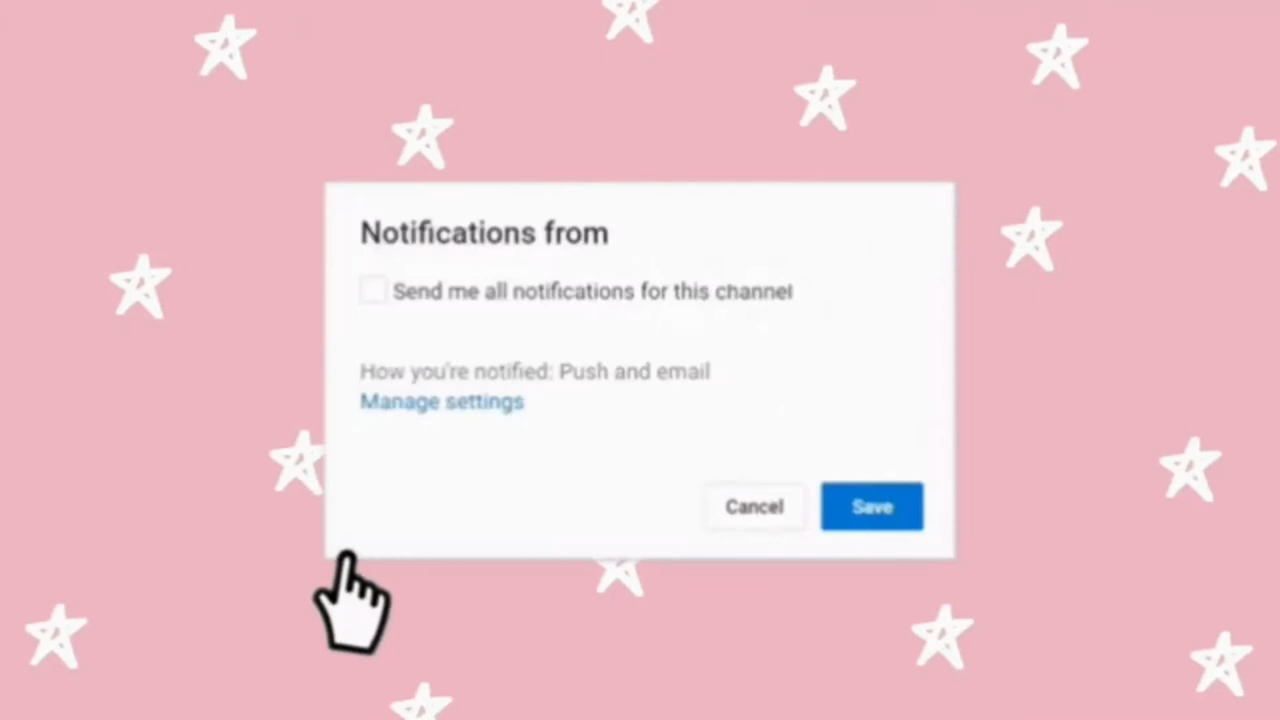 Notifications from
Send me all notifications for this channel
How you're notified: Push and email
Manage settings
Cancel Save